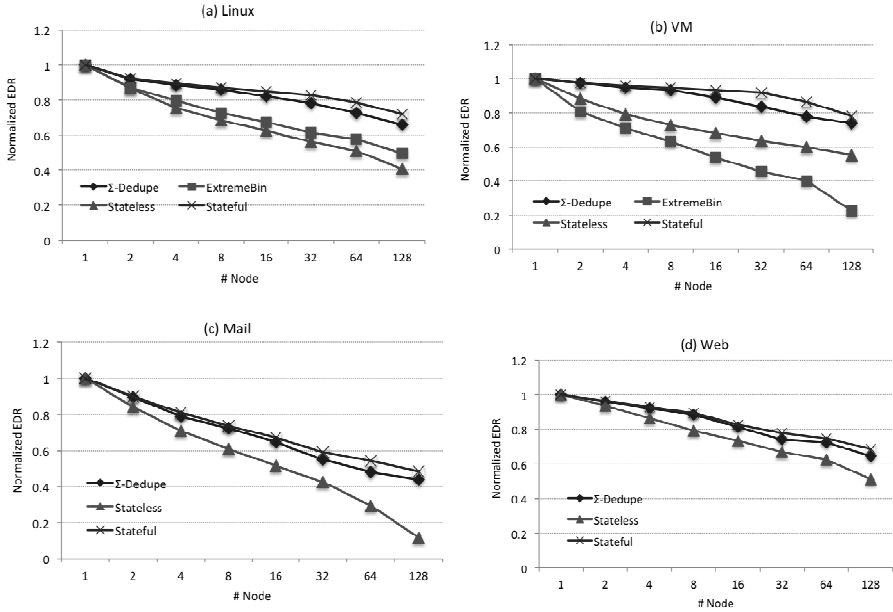 (a) Linux
1.2
1
0.8
0.6
0.4
0.2
0
Normalized EDR
Σ-Dedupe
ExtremeBin
Stateless
Stateful
1 2 4 8 16 32 64 128
# Node
(b) VM
1.2
1
0.8
0.6
0.4
0.2
0
Normalized EDR
Σ-Dedupe
ExtremeBin
Stateless
Stateful
1 2 4 8 16 32 64 128
# Node
(c) Mail
1.2
1
0.8
0.6
0.4
0.2
0
Normalized EDR
Σ-Dedupe
Stateless
Stateful
1 2 4 8 16 32 64 128
# Node
(d) Web
1.2
1
0.8
0.6
0.4
0.2
0
Normalized EDR
Σ-Dedupe
Stateless
Stateful
1 2 4 8 16 32 64 128
# Node